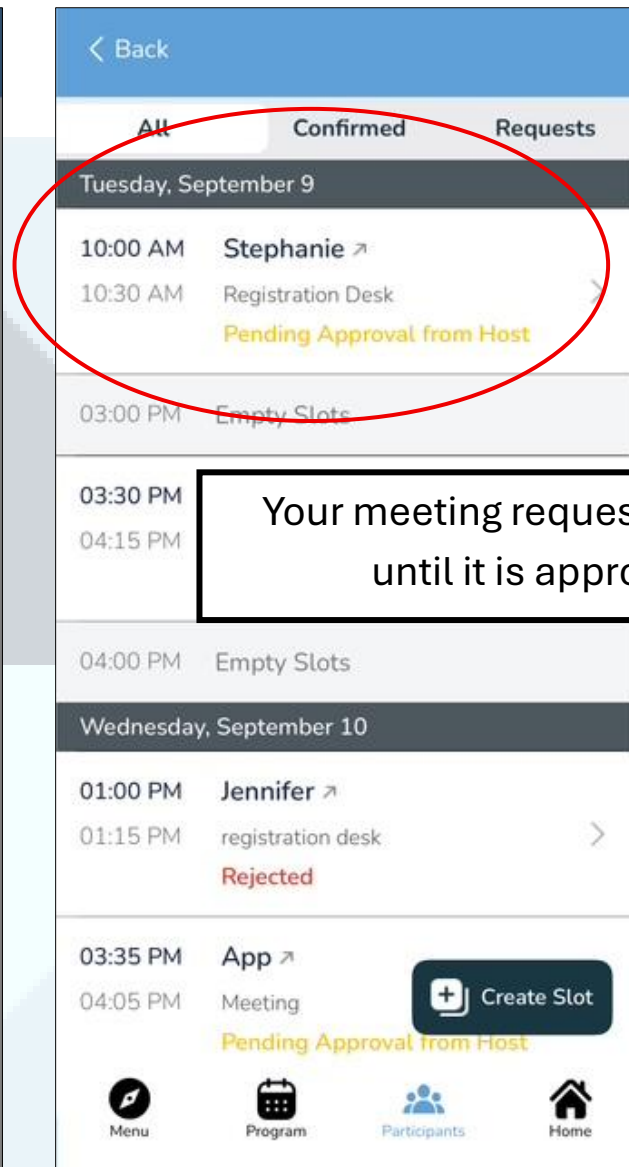 Back
All Confirmed Requests
Tuesday, September 9
10:00 AM Stephanie
10:30 AM Registration Desk
Pending Approval from Host
03:00 PM Empty Slots
03:30 PM
Your meeting reques
04:15 PM
until it is appro
04:00 PM Empty Slots
Wednesday, September 10
01:00 PM Jennifer
01:15 PM registration desk
Rejected
03:35 PM App
04:05 PM Meeting
Create Slot
Pending Approval from Host
Menu Program Participants Home